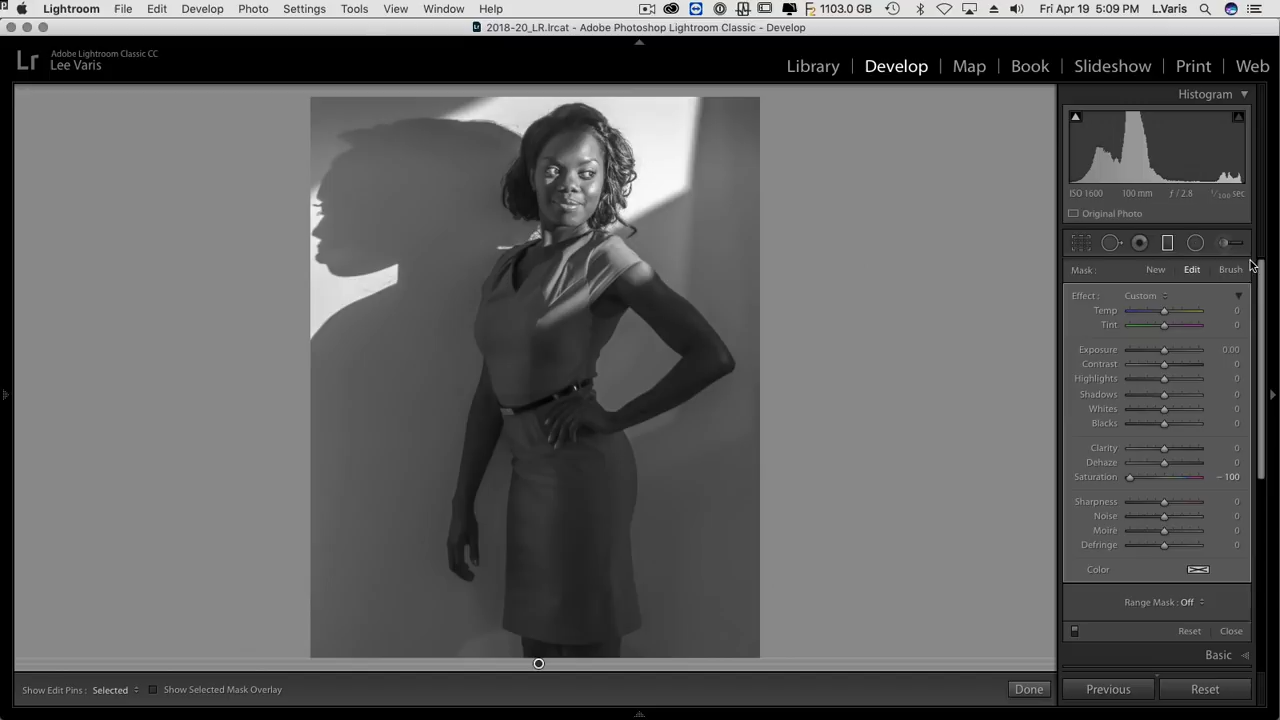 Lightroom File Edit Library Develop Photo Settings Tools View Window Help 1103.0 GB Fri Apr 19 5:09 PM L.Varis
2018-20_LR.lrcat - Adobe Photoshop Lightroom Classic - Develop
Lr Adobe Lightroom Classic CC
Lee Varis
Library | Develop | Map | Book | Slideshow | Print | Web
Histogram
ISO 1600 100 mm ƒ / 2.8 1/100 sec
Original Photo
Mask : New Edit Brush
Effect : Custom
Temp 0
Tint 0
Exposure 0.00
Contrast 0
Highlights 0
Shadows 0
Whites 0
Blacks 0
Clarity 0
Dehaze 0
Saturation – 100
Sharpness 0
Noise 0
Moiré 0
Defringe 0
Color
Range Mask : Off
Reset Close
Basic
Show Edit Pins : Selected Show Selected Mask Overlay Done Previous Reset